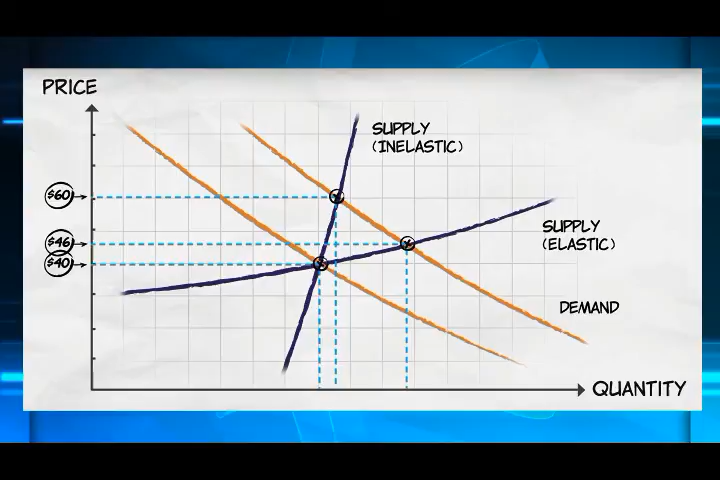 PRICE
SUPPLY
(INELASTIC)
$60
SUPPLY
(ELASTIC)
$46
$40
DEMAND
QUANTITY